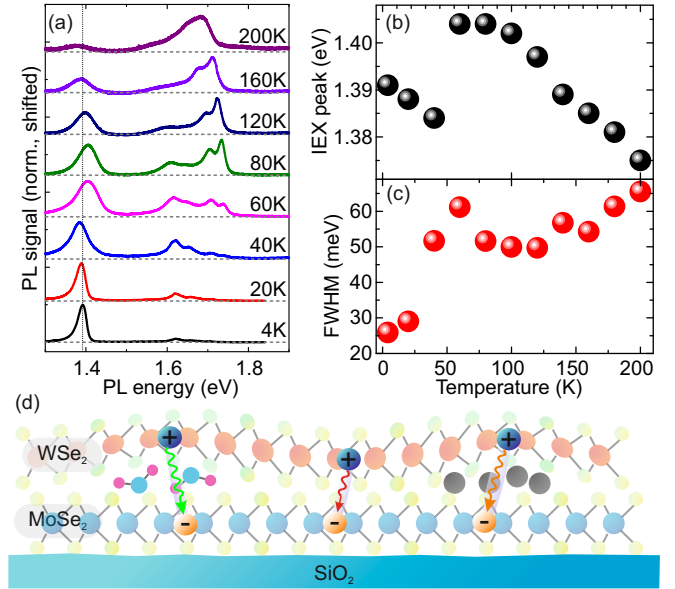 (a)
200K
160K
120K
80K
60K
40K
20K
4K
PL signal (norm., shifted)
1.4 1.6 1.8
PL energy (eV)
(b)
1.40
1.39
1.38
IEX peak (eV)
(c)
70
60
50
40
30
20
FWHM (meV)
0 50 100 150 200
Temperature (K)
(d)
WSe₂
+ + +
MoSe₂
- - -
SiO₂